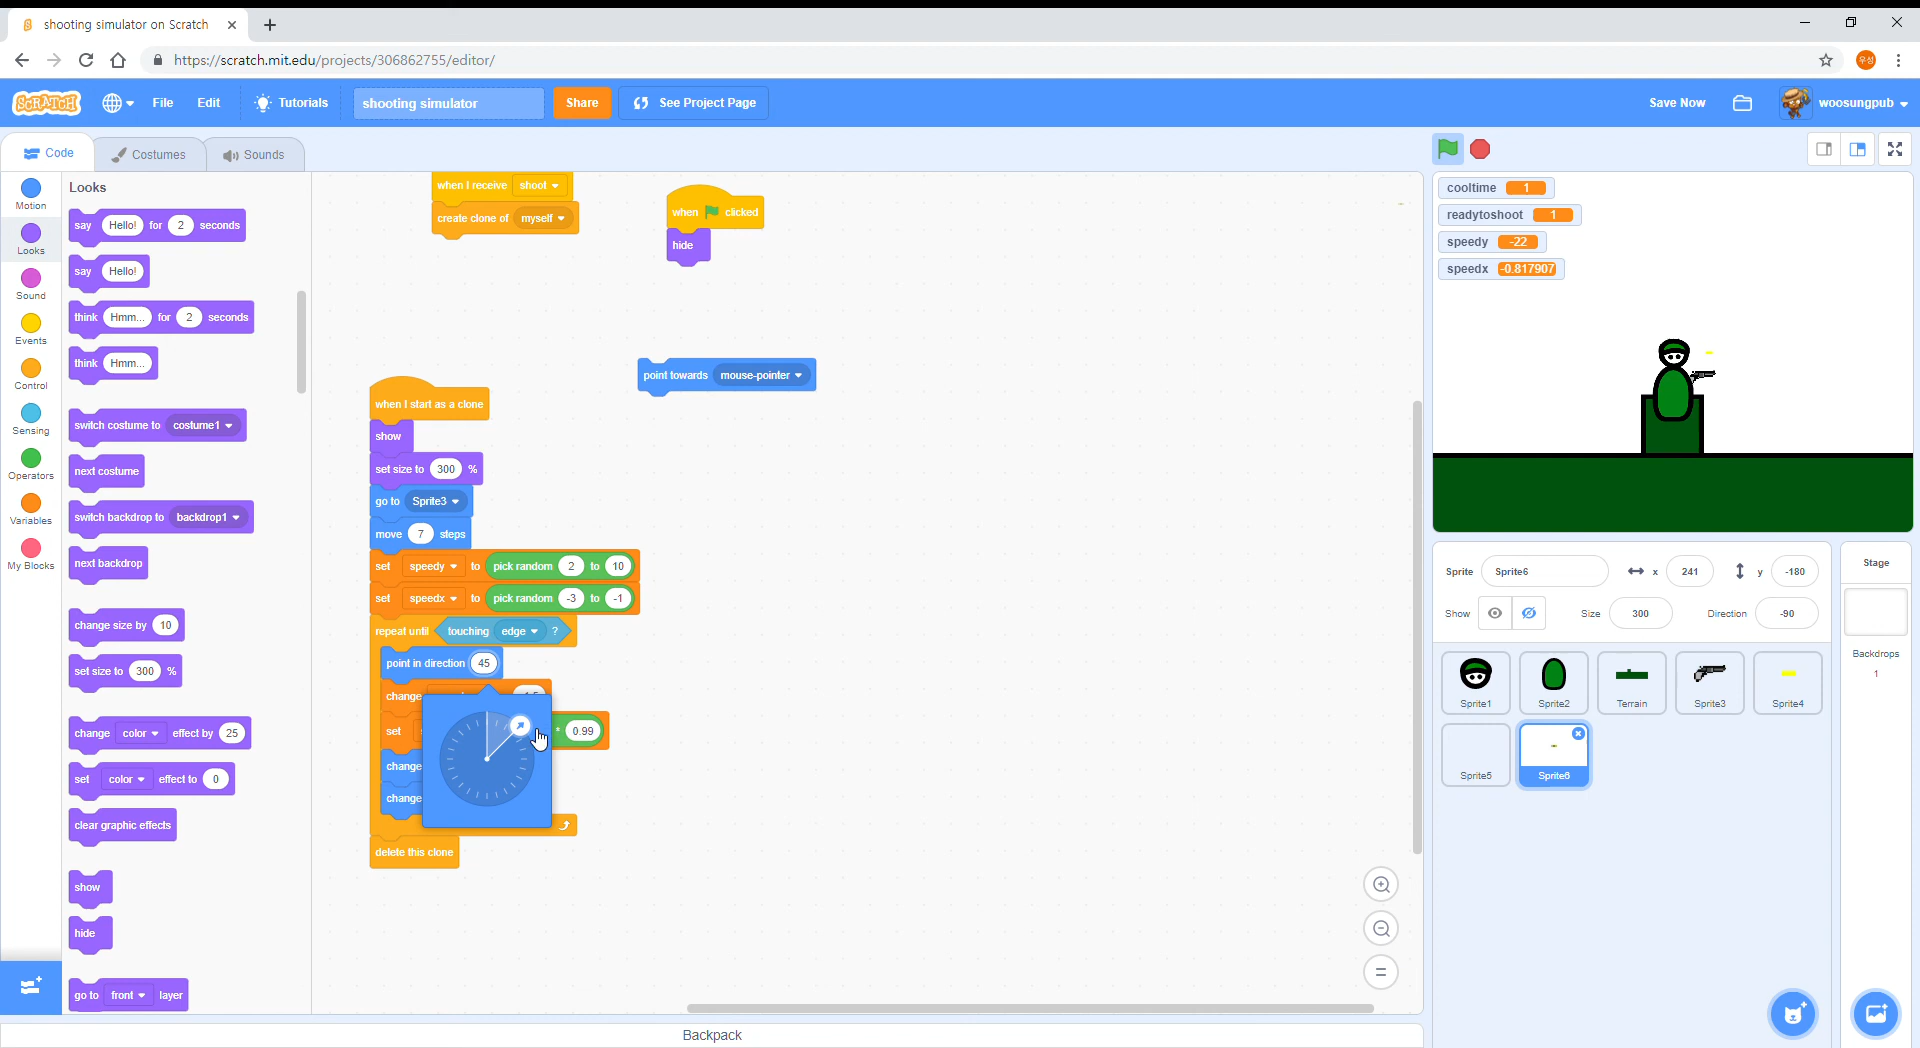 shooting simulator on Scratch
https://scratch.mit.edu/projects/306862755/editor/
우성
SCRATCH
File
Edit
Tutorials
shooting simulator
Share
See Project Page
Save Now
woosungpub
Code
Costumes
Sounds
Motion
Looks
Sound
Events
Control
Sensing
Operators
Variables
My Blocks
Looks
say Hello! for 2 seconds
say Hello!
think Hmm... for 2 seconds
think Hmm...
switch costume to costume1
next costume
switch backdrop to backdrop1
next backdrop
change size by 10
set size to 300 %
change color effect by 25
set color effect to 0
clear graphic effects
show
hide
go to front layer
when I receive shoot
create clone of myself
when clicked
hide
point towards mouse-pointer
when I start as a clone
show
set size to 300 %
go to Sprite3
move 7 steps
set speedy to pick random 2 to 10
set speedx to pick random -3 to -1
repeat until touching edge ?
point in direction 45
change
set * 0.99
change
change
delete this clone
Backpack
cooltime 1
readytoshoot 1
speedy -22
speedx -0.817907
Sprite Sprite6 x 241 y -180
Show Size 300 Direction -90
Sprite1
Sprite2
Terrain
Sprite3
Sprite4
Sprite5
Sprite6
Stage
Backdrops
1